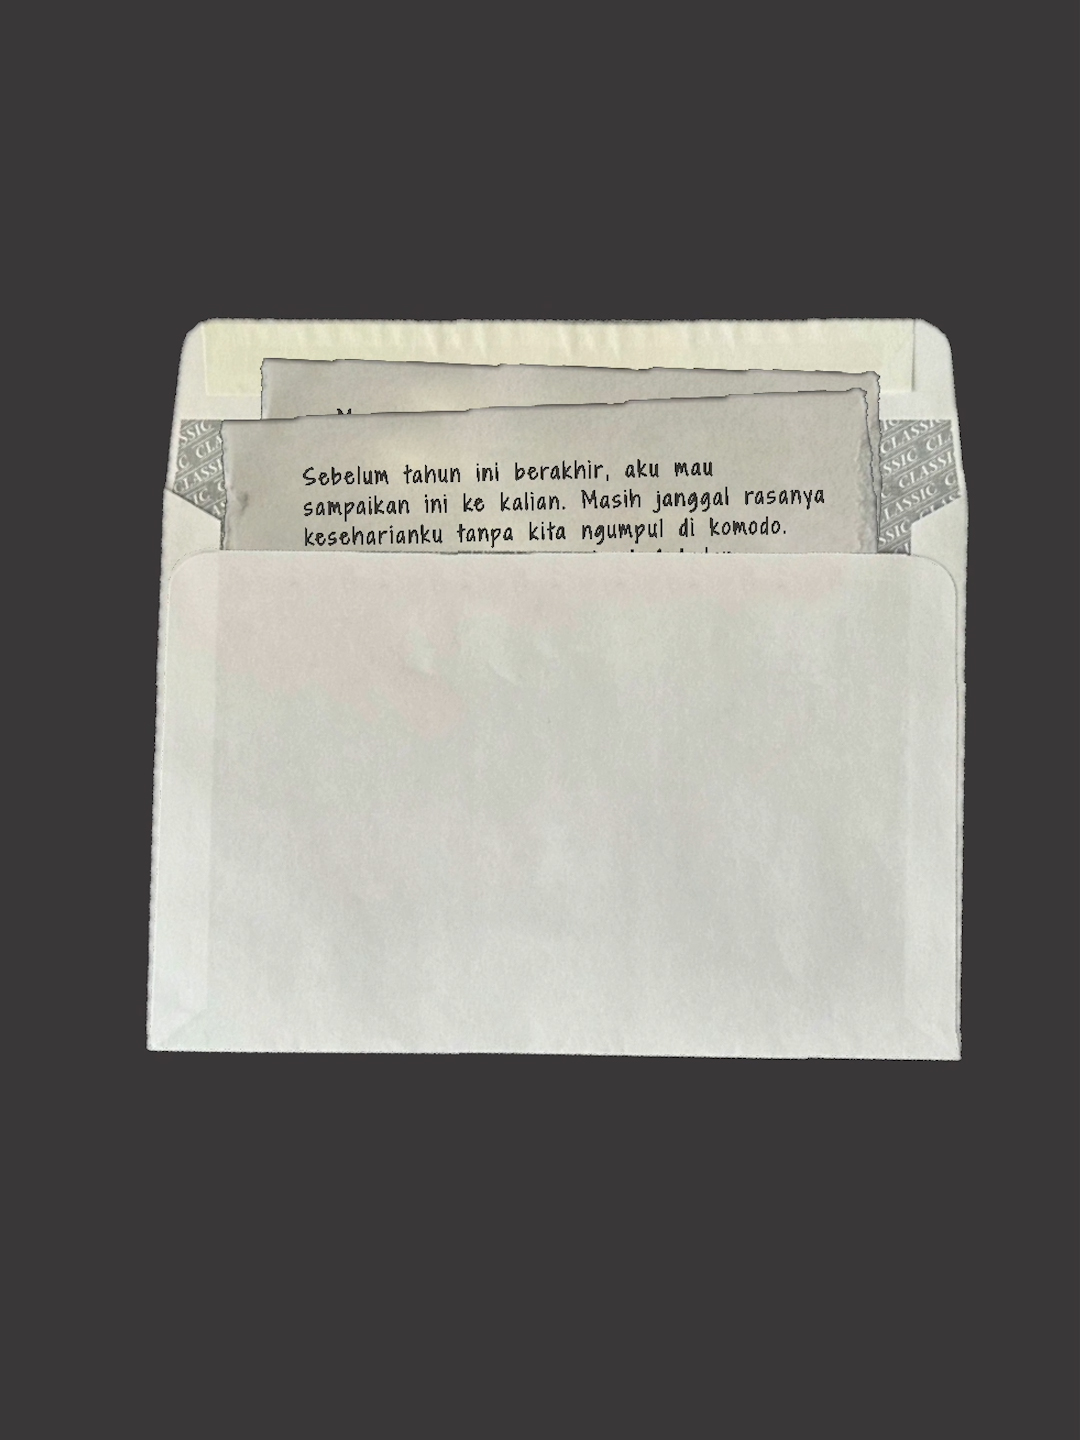 Sebelum tahun ini berakhir, aku mau
sampaikan ini ke kalian. Masih janggal rasanya
keseharianku tanpa kita ngumpul di komodo.
CLASSIC
CLASSIC
CLASSIC
CLASSIC